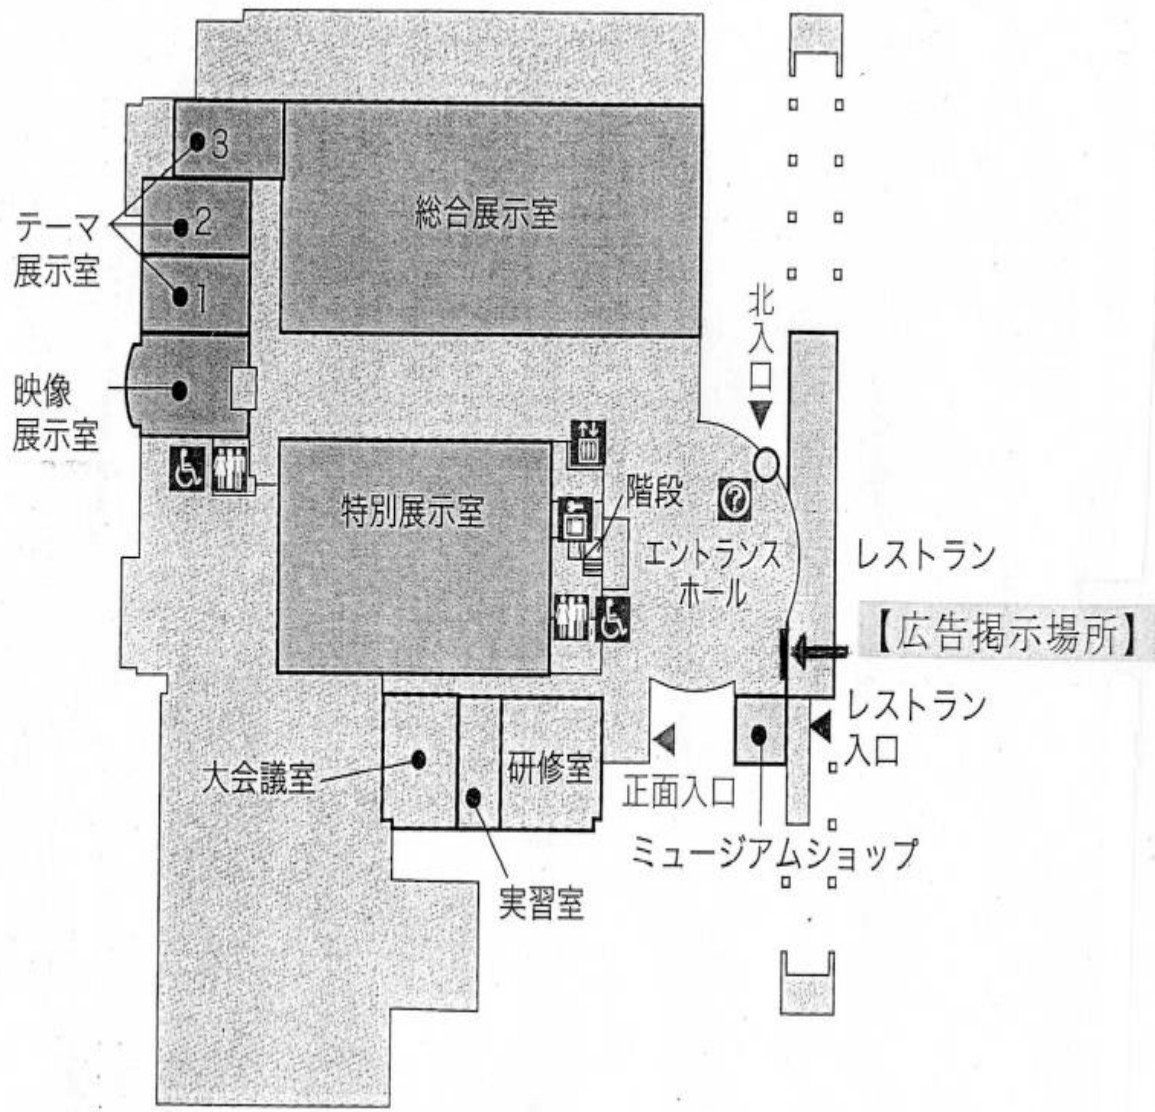 3
2
1
テーマ
展示室
総合展示室
北入口
映像
展示室
特別展示室
階段
?
エントランス
ホール
レストラン
【広告掲示場所】
レストラン
入口
大会議室
研修室
正面入口
ミュージアムショップ
実習室